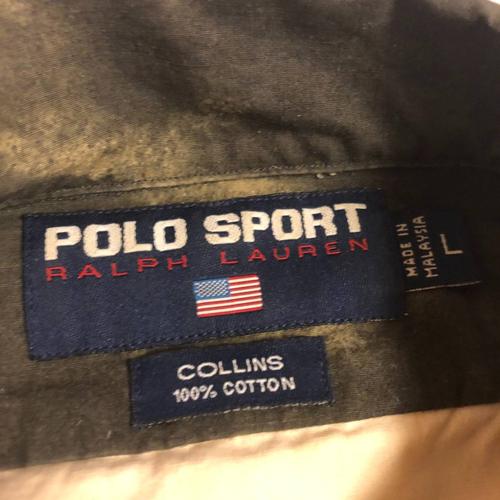 POLO SPORT
RALPH LAUREN
MADE IN
MALAYSIA
L
COLLINS
100% COTTON